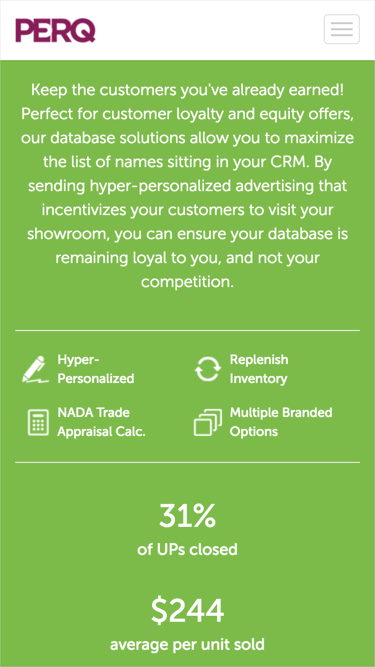 PERQ
Keep the customers you've already earned!
Perfect for customer loyalty and equity offers,
our database solutions allow you to maximize
the list of names sitting in your CRM. By
sending hyper-personalized advertising that
incentivizes your customers to visit your
showroom, you can ensure your database is
remaining loyal to you, and not your
competition.
Hyper-
Personalized
Replenish
Inventory
NADA Trade
Appraisal Calc.
Multiple Branded
Options
31%
of UPs closed
$244
average per unit sold